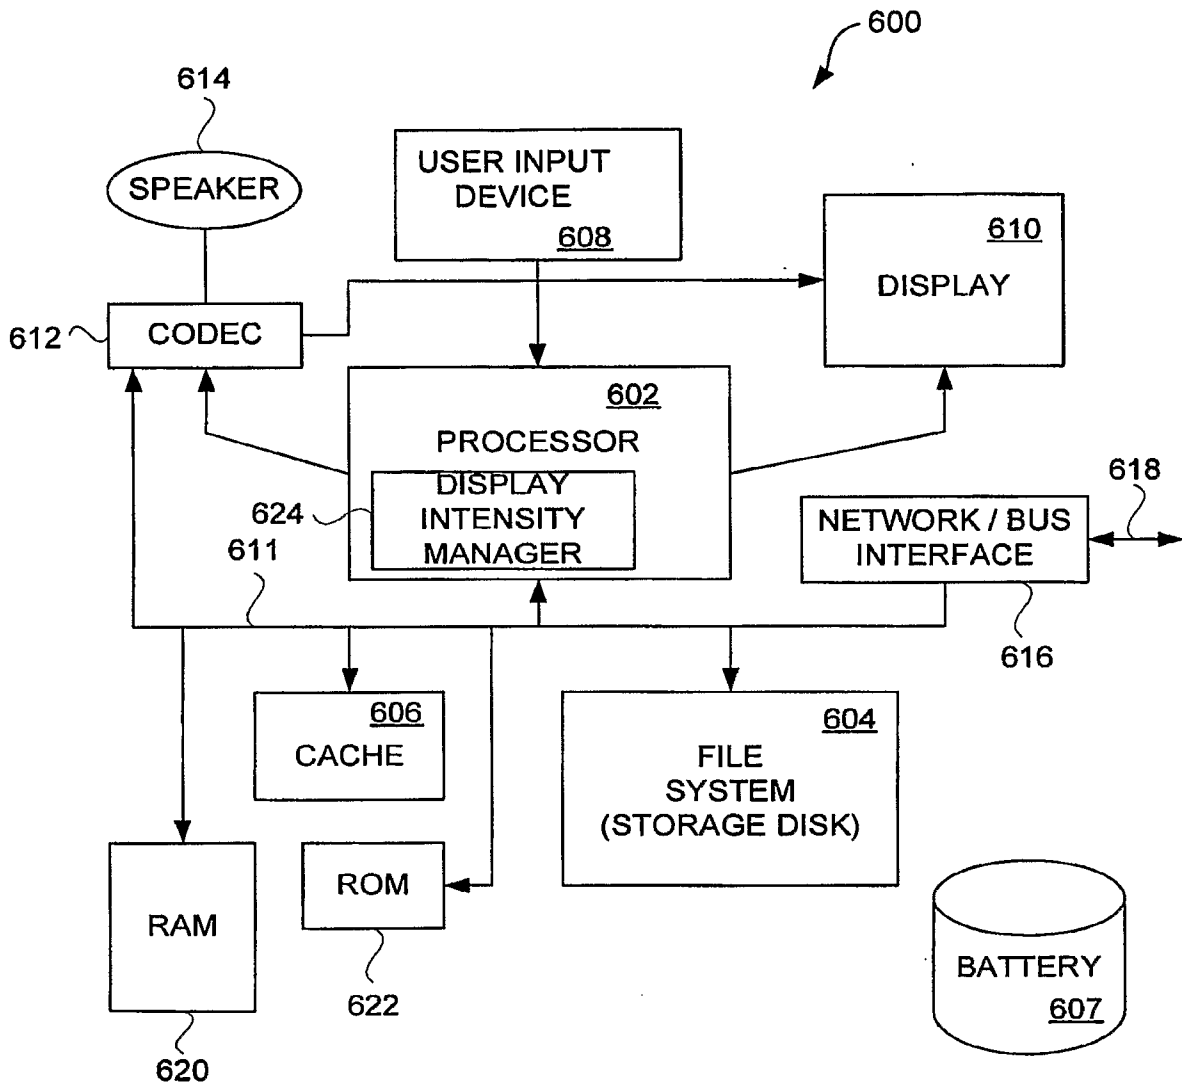 600
614
SPEAKER
USER INPUT
DEVICE
608
610
DISPLAY
612
CODEC
602
PROCESSOR
624
DISPLAY
INTENSITY
MANAGER
618
NETWORK / BUS
INTERFACE
616
611
606
CACHE
604
FILE
SYSTEM
(STORAGE DISK)
RAM
620
ROM
622
BATTERY
607